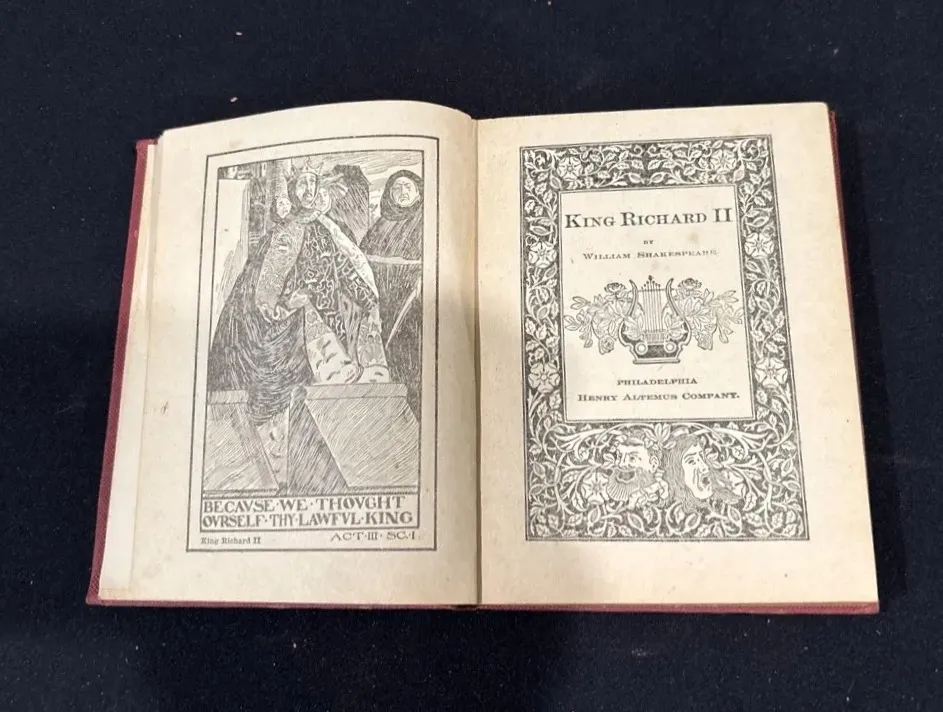 BECAVSE·WE·THOVGHT
OVRSELF·THY·LAWFVL·KING
King Richard II ACT·III·SC·I.
KING RICHARD II
BY
WILLIAM SHAKESPEARE
PHILADELPHIA
HENRY ALTEMUS COMPANY.